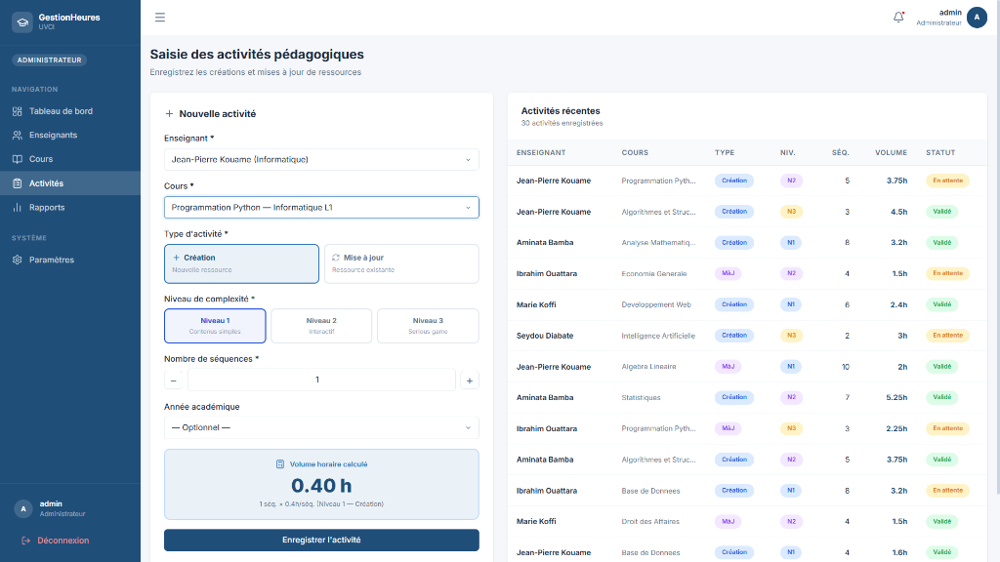 GestionHeures
UVCI
ADMINISTRATEUR
NAVIGATION
Tableau de bord
Enseignants
Cours
Activités
Rapports
SYSTÈME
Paramètres
A
admin
Administrateur
Déconnexion
admin
Administrateur
A
Saisie des activités pédagogiques
Enregistrez les créations et mises à jour de ressources
+ Nouvelle activité
Enseignant *
Jean-Pierre Kouame (Informatique)
Cours *
Programmation Python — Informatique L1
Type d'activité *
+ Création
Nouvelle ressource
Mise à jour
Ressource existante
Niveau de complexité *
Niveau 1
Contenus simples
Niveau 2
Interactif
Niveau 3
Serious game
Nombre de séquences *
− 1 +
Année académique
— Optionnel —
Volume horaire calculé
0.40 h
1 séq. × 0.4h/séq. (Niveau 1 — Création)
Enregistrer l'activité
Activités récentes
30 activités enregistrées
ENSEIGNANT COURS TYPE NIV. SÉQ. VOLUME STATUT
Jean-Pierre Kouame Programmation Pyth... Création N2 5 3.75h En attente
Jean-Pierre Kouame Algorithmes et Struc... Création N3 3 4.5h Validé
Aminata Bamba Analyse Mathematiq... Création N1 8 3.2h Validé
Ibrahim Ouattara Economie Generale MàJ N2 4 1.5h En attente
Marie Koffi Developpement Web Création N1 6 2.4h Validé
Seydou Diabate Intelligence Artificielle Création N3 2 3h En attente
Jean-Pierre Kouame Algebre Lineaire MàJ N1 10 2h Validé
Aminata Bamba Statistiques Création N2 7 5.25h Validé
Ibrahim Ouattara Programmation Pyth... MàJ N3 3 2.25h En attente
Aminata Bamba Algorithmes et Struc... Création N2 5 3.75h Validé
Ibrahim Ouattara Base de Donnees Création N1 8 3.2h En attente
Marie Koffi Droit des Affaires MàJ N2 4 1.5h Validé
Jean-Pierre Kouame Base de Donnees Création N1 4 1.6h Validé